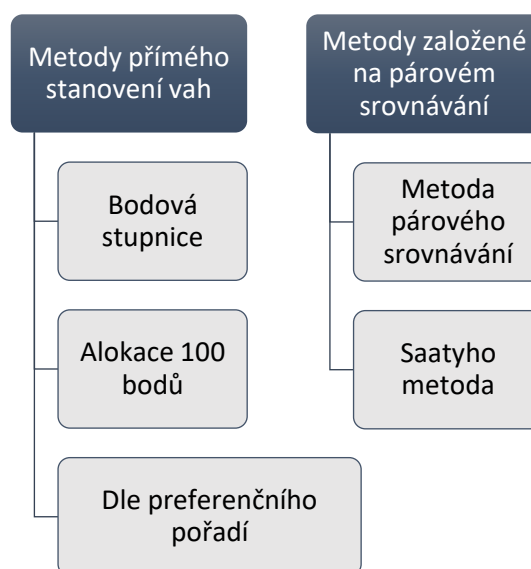 Metody přímého
stanovení vah
Bodová
stupnice
Alokace 100
bodů
Dle preferenčního
pořadí
Metody založené
na párovém
srovnávání
Metoda
párového
srovnávání
Saatyho
metoda